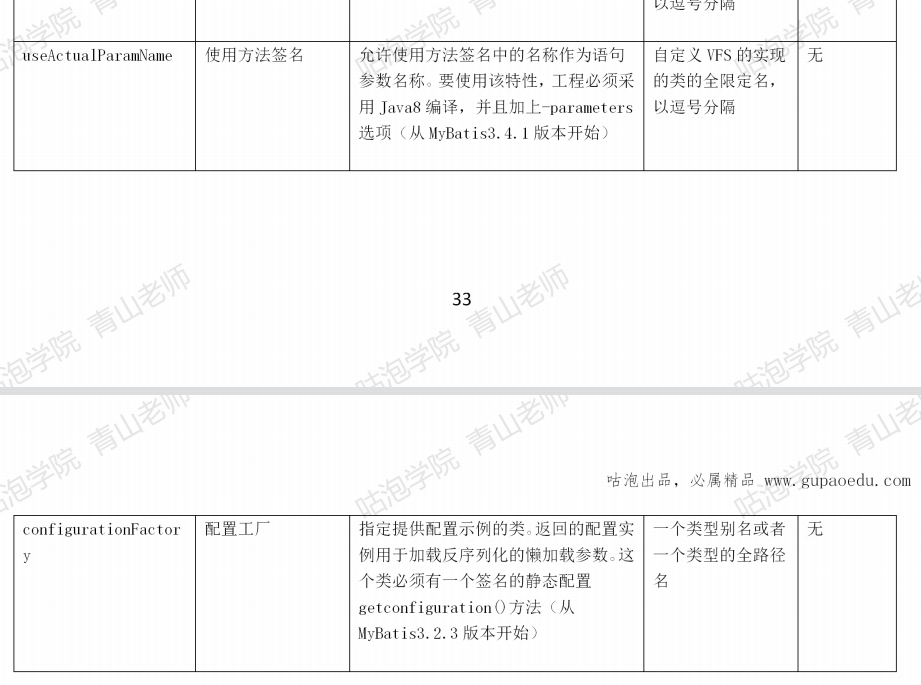 以逗号分隔
useActualParamName
使用方法签名
允许使用方法签名中的名称作为语句
参数名称。要使用该特性，工程必须采
用 Java8 编译，并且加上-parameters
选项（从 MyBatis3.4.1 版本开始）
自定义 VFS 的实现
的类的全限定名，
以逗号分隔
无
咕泡学院 青山老师
33
咕泡学院 青山老师
咕泡出品，必属精品 www.gupaoedu.com
configurationFactor
y
配置工厂
指定提供配置示例的类。返回的配置实
例用于加载反序列化的懒加载参数。这
个类必须有一个签名的静态配置
getconfiguration()方法（从
MyBatis3.2.3 版本开始）
一个类型别名或者
一个类型的全路径
名
无